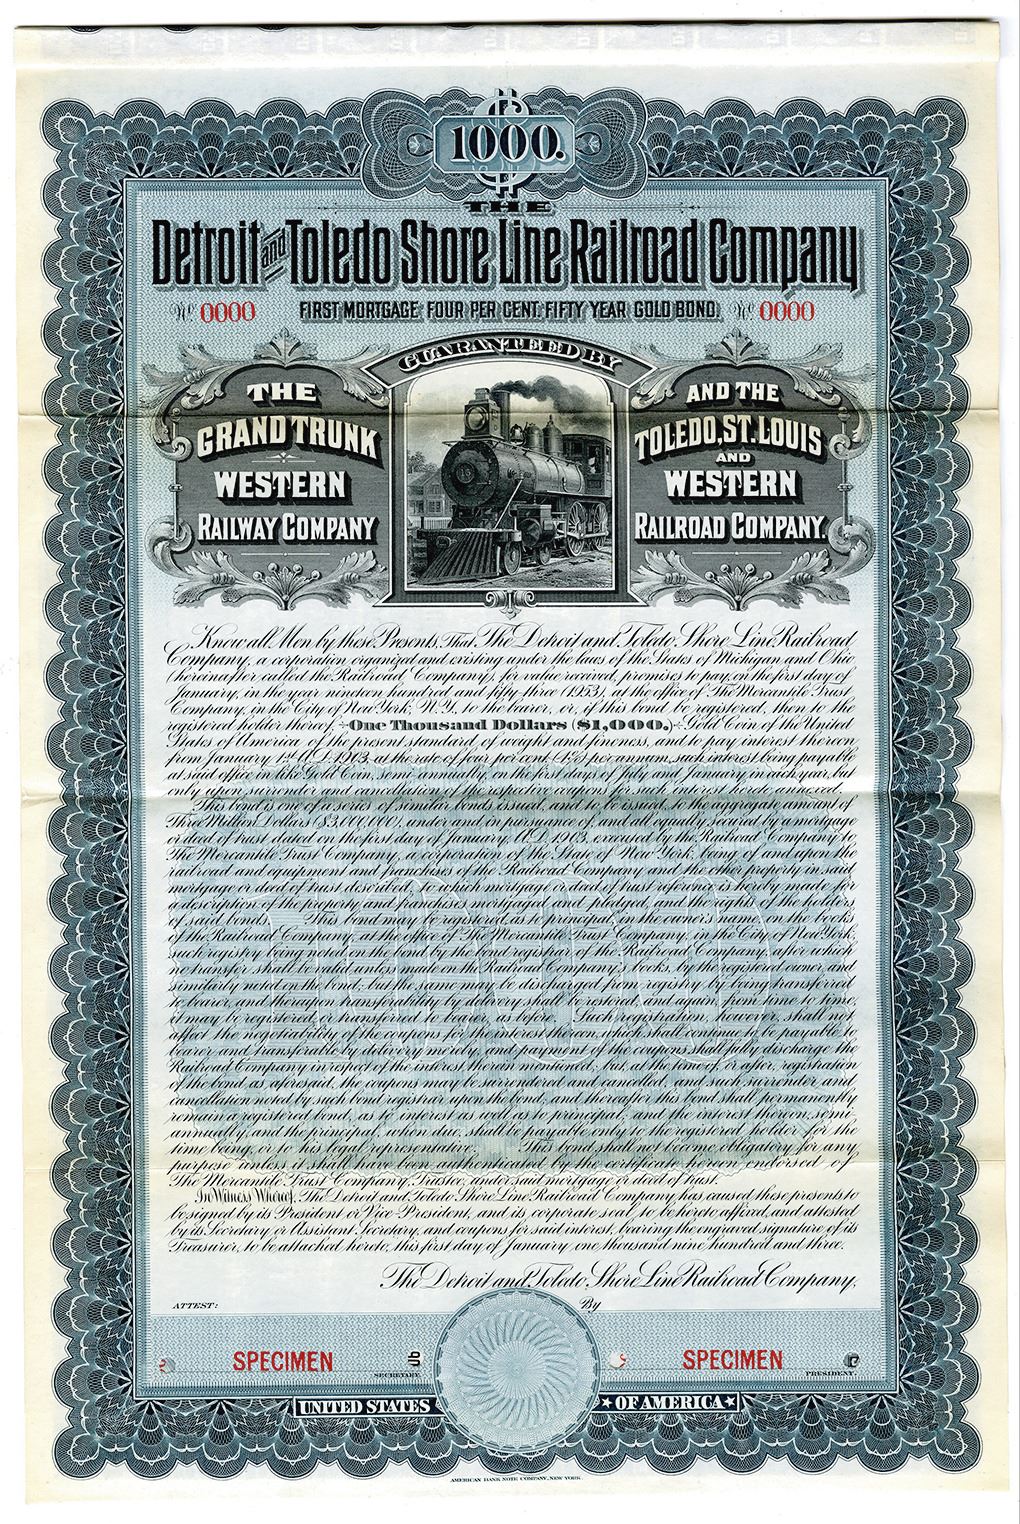 1000.
THE
Detroit and Toledo Shore Line Railroad Company
No 0000 FIRST MORTGAGE FOUR PER CENT. FIFTY YEAR GOLD BOND. No 0000
GUARANTEED BY
THE
GRAND TRUNK
WESTERN
RAILWAY COMPANY
AND THE
TOLEDO, ST. LOUIS
AND
WESTERN
RAILROAD COMPANY.
Know all Men by these Presents, That The Detroit and Toledo Shore Line Railroad
Company, a corporation organized and existing under the laws of the States of Michigan and Ohio
(hereinafter called the Railroad Company), for value received, promises to pay, on the first day of
January, in the year nineteen hundred and fifty-three (1953), at the office of The Mercantile Trust
Company, in the City of New York, N.Y. to the bearer, or, if this bond be registered, then to the
registered holder thereof, One Thousand Dollars ($1,000.) Gold Coin of the United
States of America of the present standard of weight and fineness, and to pay interest thereon
from January 1st A.D. 1903, at the rate of four per cent (4%) per annum, such interest being payable
at said office in like Gold Coin, semi-annually, on the first days of July and January in each year, but
only upon surrender and cancellation of the respective coupons for such interest hereto annexed.
This bond is one of a series of similar bonds issued, and to be issued, to the aggregate amount of
Three Million Dollars ($3,000,000), under and in pursuance of, and all equally secured by a mortgage
or deed of trust dated on the first day of January, A.D. 1903, executed by the Railroad Company to
The Mercantile Trust Company, a corporation of the State of New York, being of and upon the
railroad and equipment and franchises of the Railroad Company and the other property in said
mortgage or deed of trust described, to which mortgage or deed of trust reference is hereby made for
a description of the property and franchises mortgaged and pledged, and the rights of the holders
of said bonds. This bond may be registered, as to principal, in the owner's name, on the books
of the Railroad Company, at the office of The Mercantile Trust Company, in the City of New York,
such registry being noted on the bond by the bond registrar of the Railroad Company, after which
no transfer shall be valid unless made on the Railroad Company's books, by the registered owner, and
similarly noted on the bond, but the same may be discharged from registry by being transferred
to bearer, and thereupon transferability by delivery shall be restored, and again, from time to time,
it may be registered or transferred to bearer, as before. Such registration, however, shall not
affect the negotiability of the coupons for the interest thereon, which shall continue to be payable to
bearer and transferable by delivery merely, and payment of the coupons shall fully discharge the
Railroad Company in respect of the interest therein mentioned, but, at the time of, or after, registration
of the bond as aforesaid, the coupons may be surrendered and cancelled, and such surrender and
cancellation noted by such bond registrar upon the bond, and thereafter this bond shall permanently
remain a registered bond, as to interest as well as to principal, and the interest thereon, semi-
annually, and the principal, when due, shall be payable only to the registered holder for the
time being, or to his legal representative. This bond shall not become obligatory for any
purpose unless it shall have been authenticated by the certificate hereon endorsed of
The Mercantile Trust Company, Trustee, under said mortgage or deed of trust.
In Witness Whereof, The Detroit and Toledo Shore Line Railroad Company has caused these presents to
be signed by its President or Vice-President, and its corporate seal to be hereto affixed, and attested
by its Secretary or Assistant Secretary, and coupons for said interest, bearing the engraved signature of its
Treasurer, to be attached hereto, this first day of January, one thousand nine hundred and three.
The Detroit and Toledo Shore Line Railroad Company,
ATTEST: By
SPECIMEN SPECIMEN
SECRETARY. PRESIDENT.
UNITED STATES OF AMERICA
AMERICAN BANK NOTE COMPANY, NEW YORK.